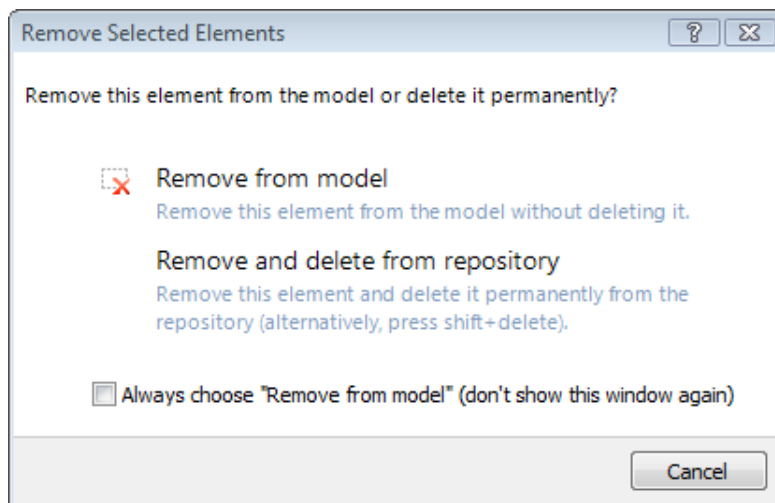 Remove Selected Elements
Remove this element from the model or delete it permanently?
Remove from model
Remove this element from the model without deleting it.
Remove and delete from repository
Remove this element and delete it permanently from the
repository (alternatively, press shift+delete).
Always choose "Remove from model" (don't show this window again)
Cancel